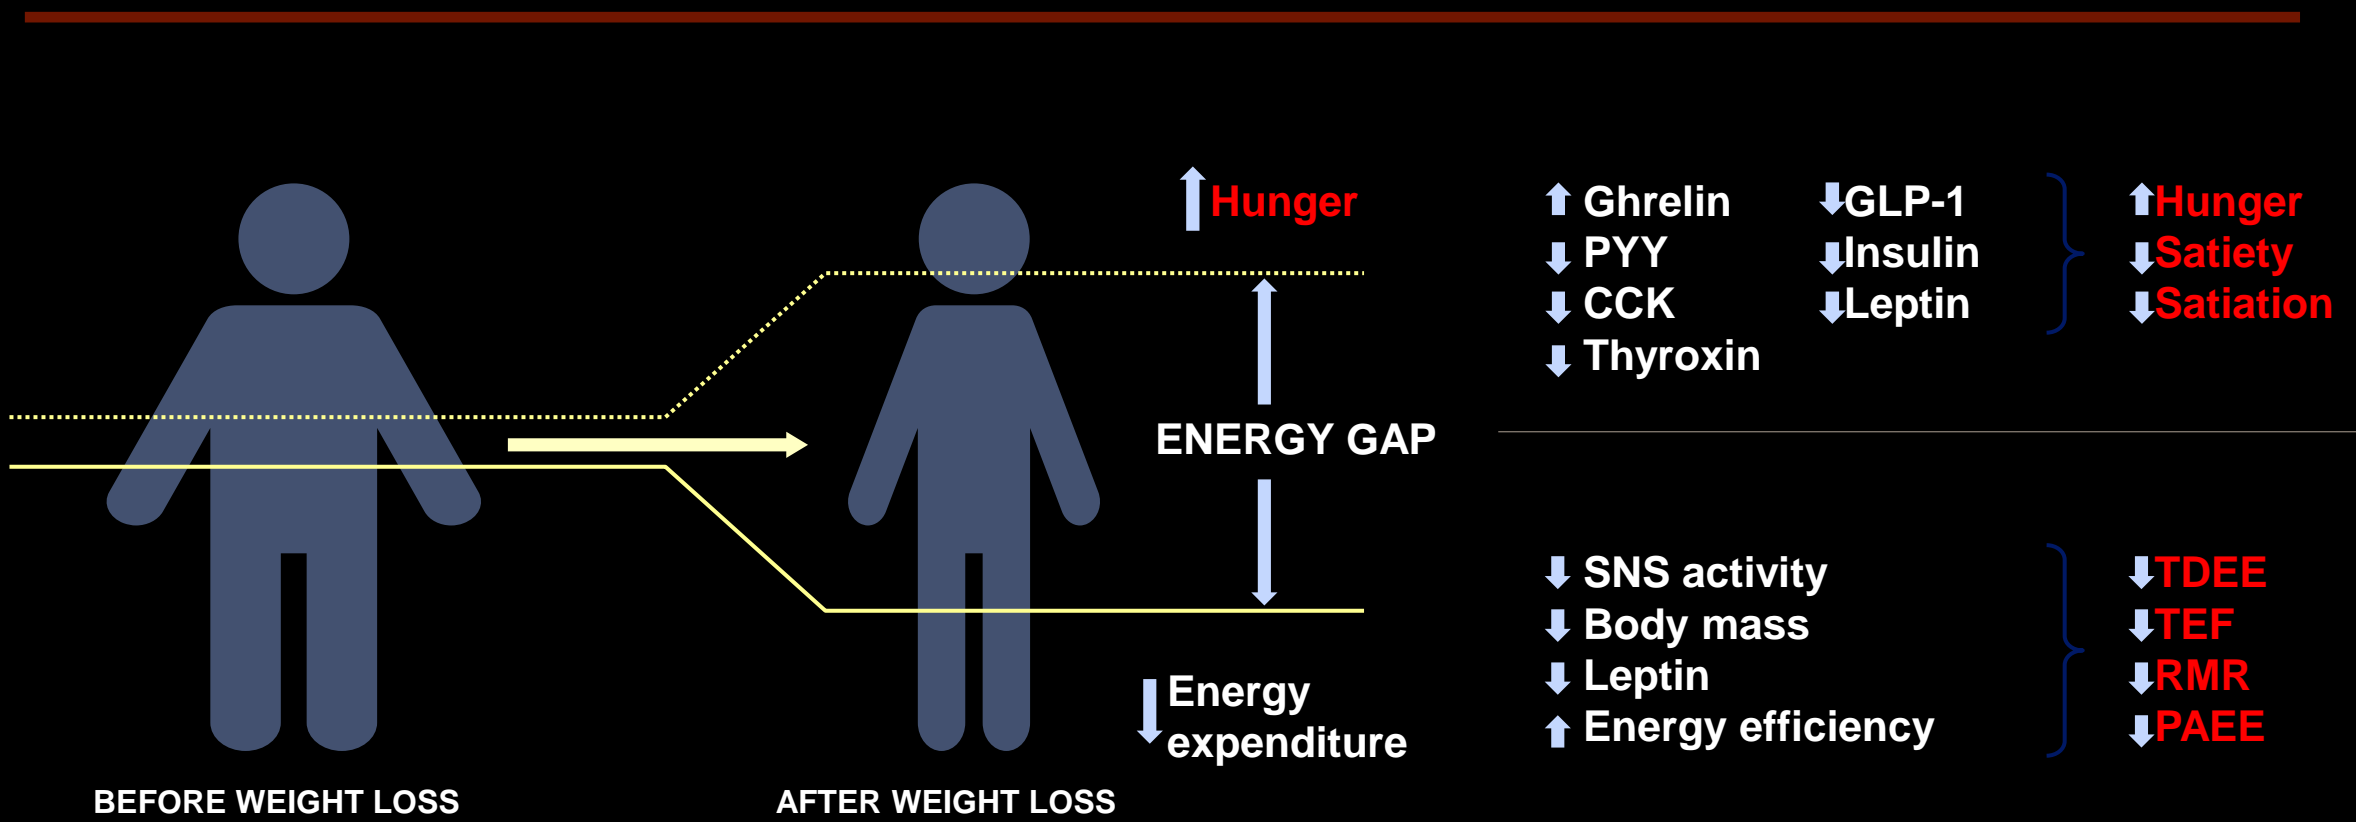 Hunger
Ghrelin
PYY
CCK
Thyroxin
GLP-1
Insulin
Leptin
Hunger
Satiety
Satiation
ENERGY GAP
Energy
expenditure
SNS activity
Body mass
Leptin
Energy efficiency
TDEE
TEF
RMR
PAEE
BEFORE WEIGHT LOSS
AFTER WEIGHT LOSS